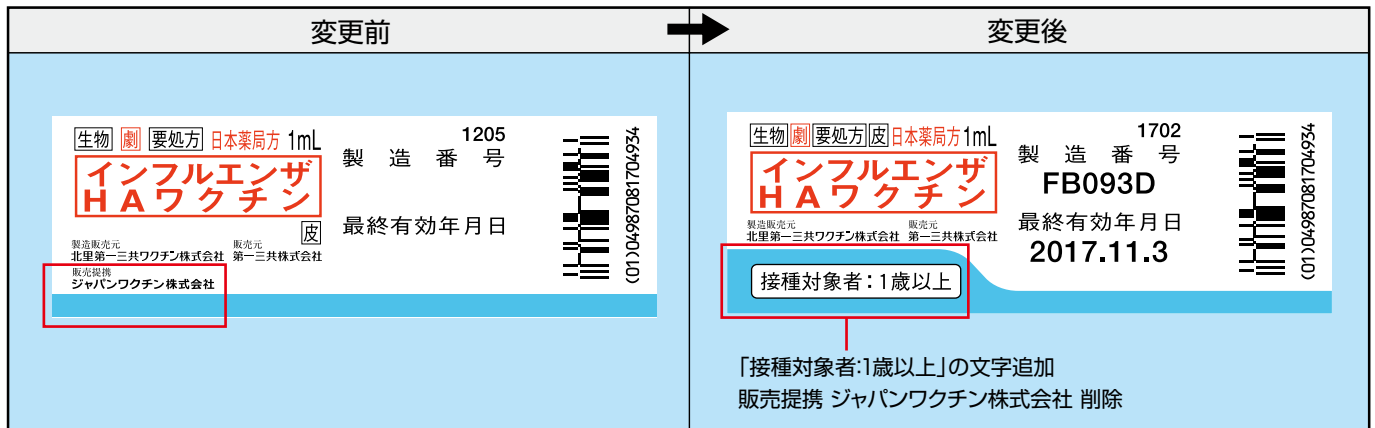 変更前
変更後
生物 劇 要処方 日本薬局方 1mL
インフルエンザ
HAワクチン
皮
製造販売元
北里第一三共ワクチン株式会社
販売元
第一三共株式会社
販売提携
ジャパンワクチン株式会社
1205
製造番号
最終有効年月日
(01)04987081704934
生物 劇 要処方 皮 日本薬局方 1mL
インフルエンザ
HAワクチン
製造販売元
北里第一三共ワクチン株式会社
販売元
第一三共株式会社
接種対象者：1歳以上
1702
製造番号
FB093D
最終有効年月日
2017.11.3
(01)04987081704934
「接種対象者:1歳以上」の文字追加
販売提携 ジャパンワクチン株式会社 削除